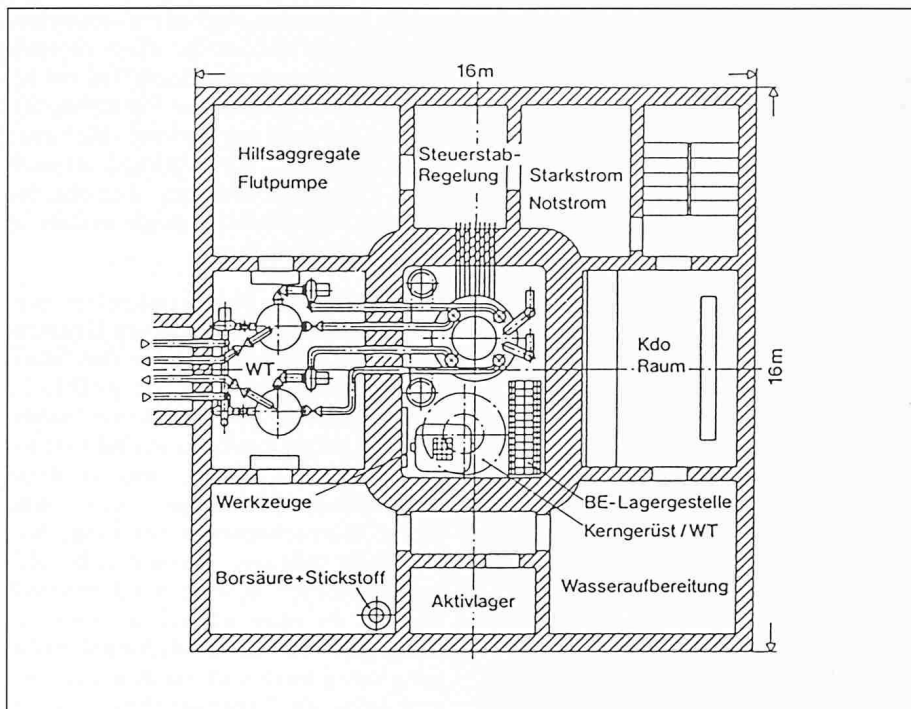 16m
Hilfsaggregate
Flutpumpe
Steuerstab-
Regelung
Starkstrom
Notstrom
WT
Kdo
Raum
16m
Werkzeuge
BE-Lagergestelle
Kerngerüst / WT
Borsäure+Stickstoff
Aktivlager
Wasseraufbereitung